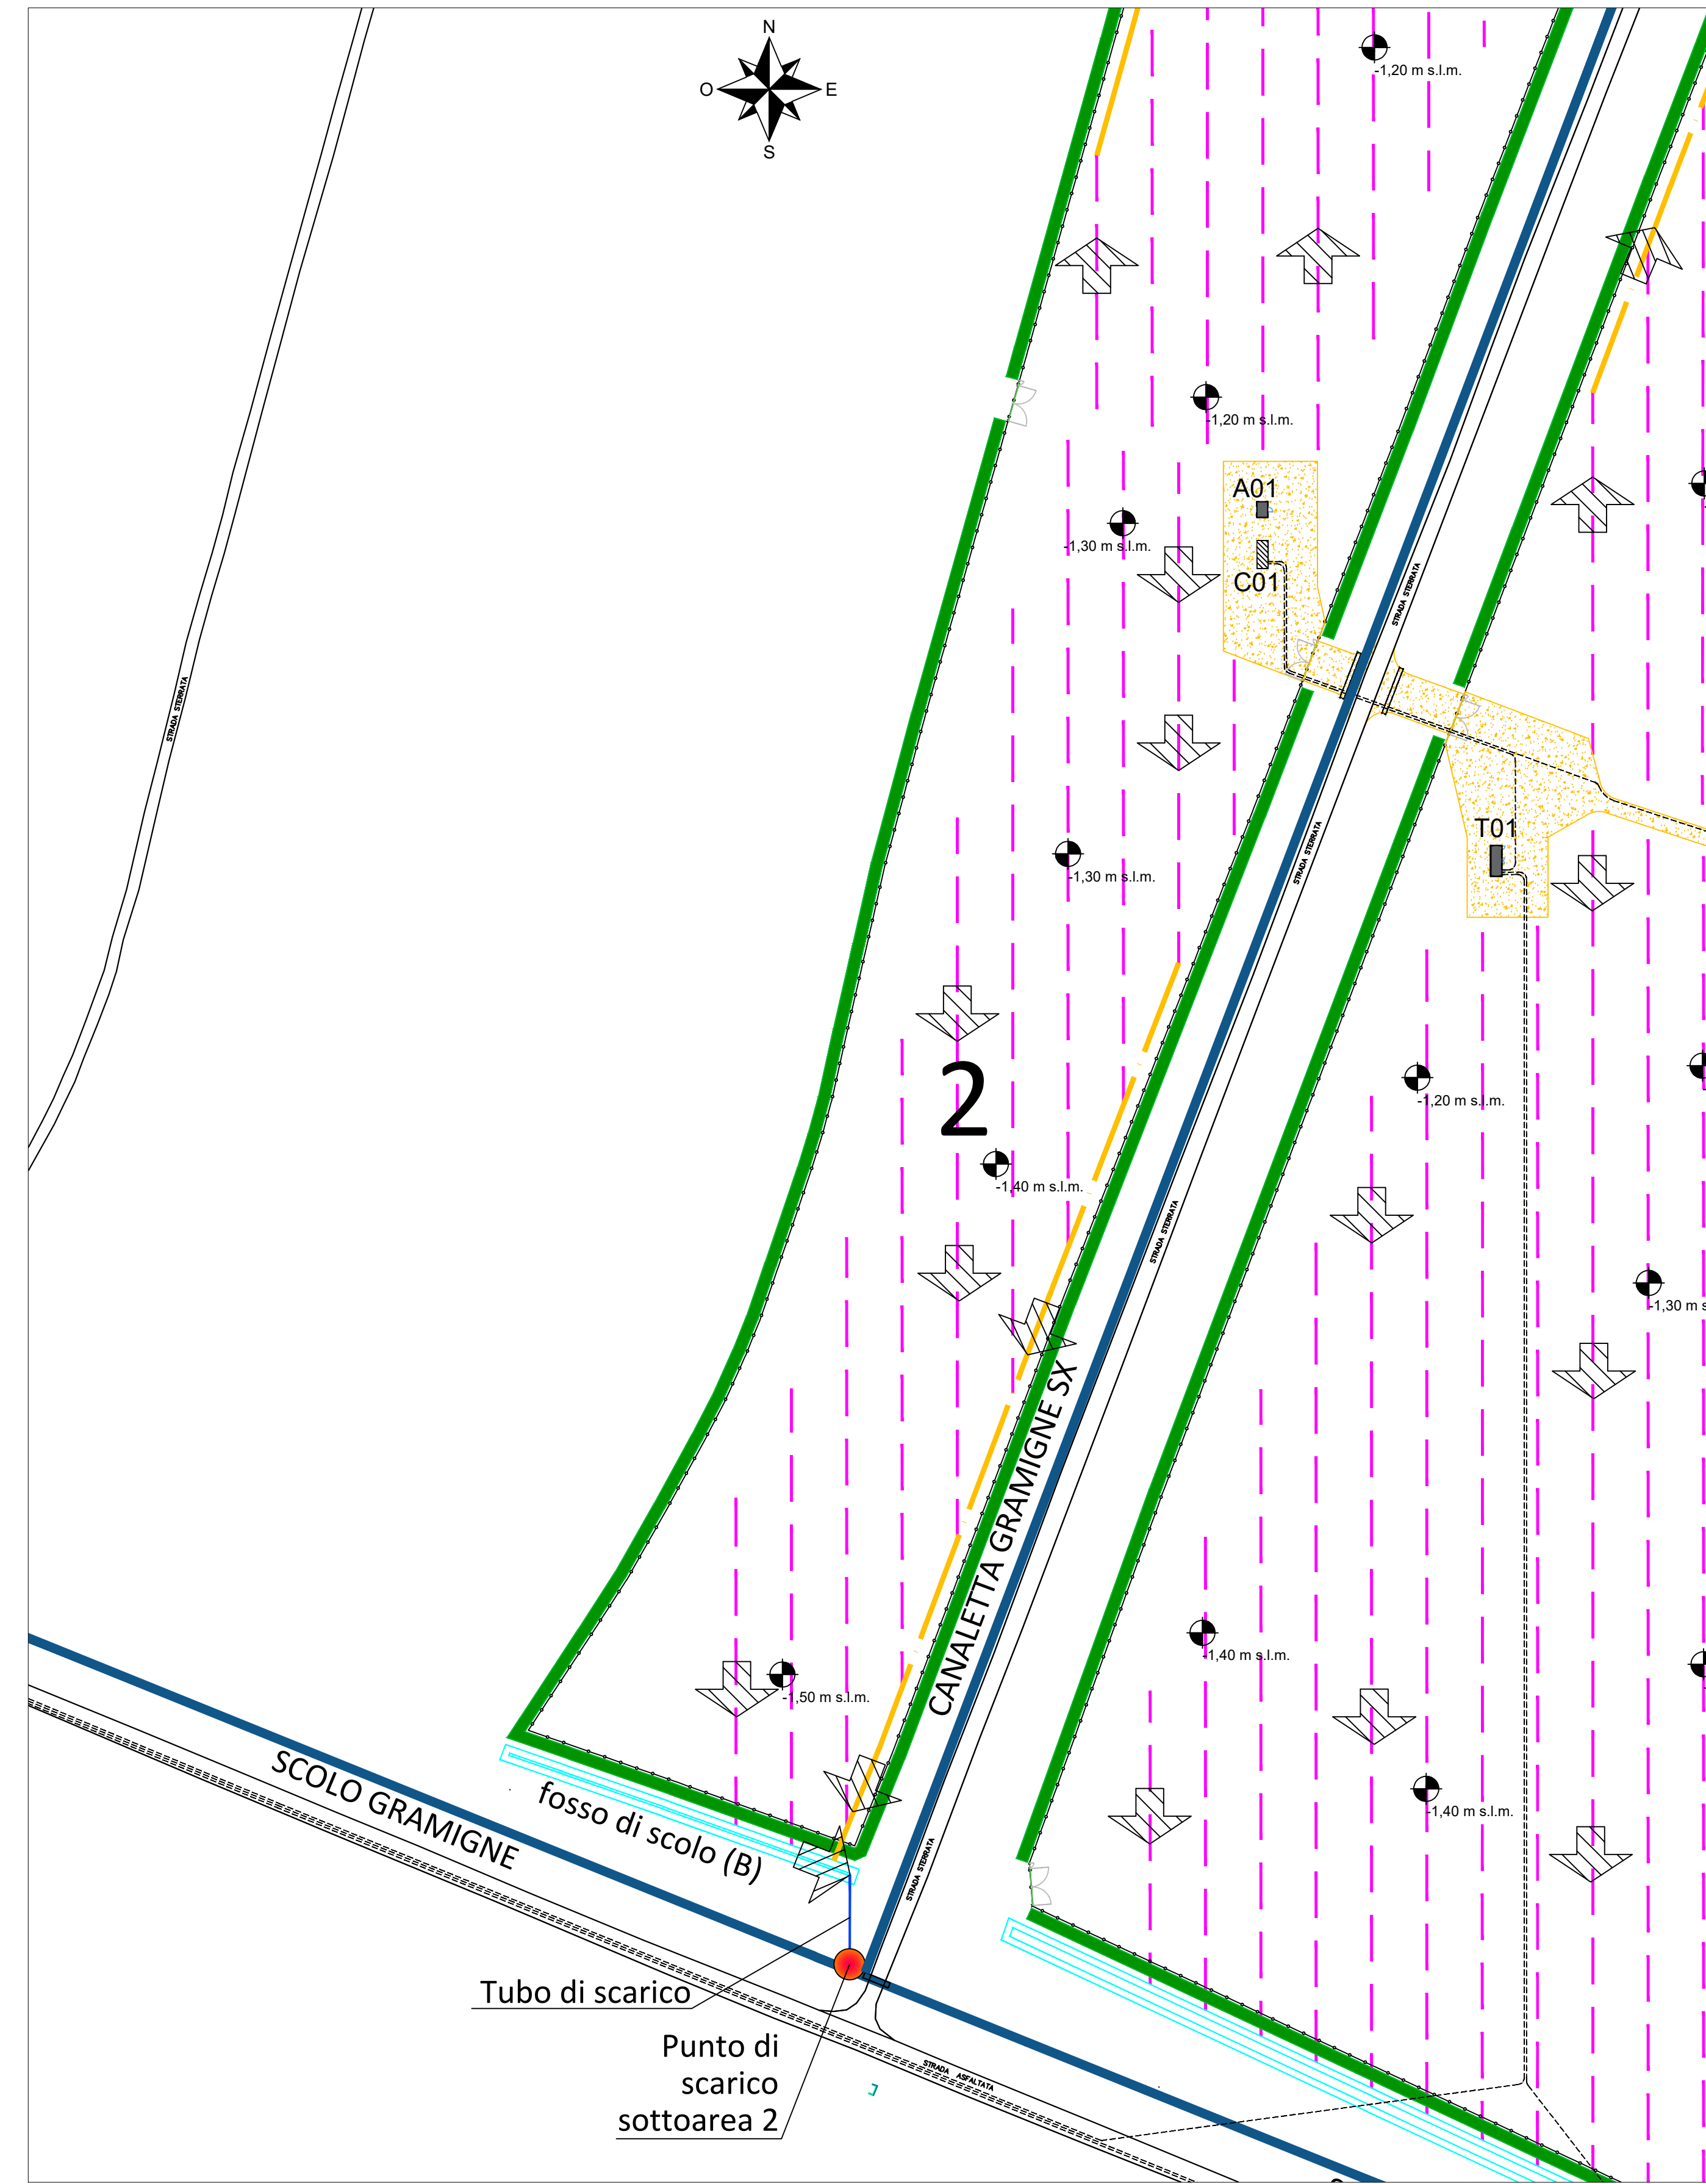 N
O
E
S
-1,20 m s.l.m.
-1,20 m s.l.m.
A01
-1,30 m s.l.m.
C01
STRADA STERRATA
STRADA STERRATA
T01
STRADA STERRATA
-1,30 m s.l.m.
2
-1,20 m s.l.m.
-1,40 m s.l.m.
STRADA STERRATA
-1,30 m s
CANALETTA GRAMIGNE SX
-1,40 m s.l.m.
-1,50 m s.l.m.
SCOLO GRAMIGNE
fosso di scolo (B)
-1,40 m s.l.m.
STRADA STERRATA
Tubo di scarico
Punto di
scarico
sottoarea 2
STRADA ASFALTATA